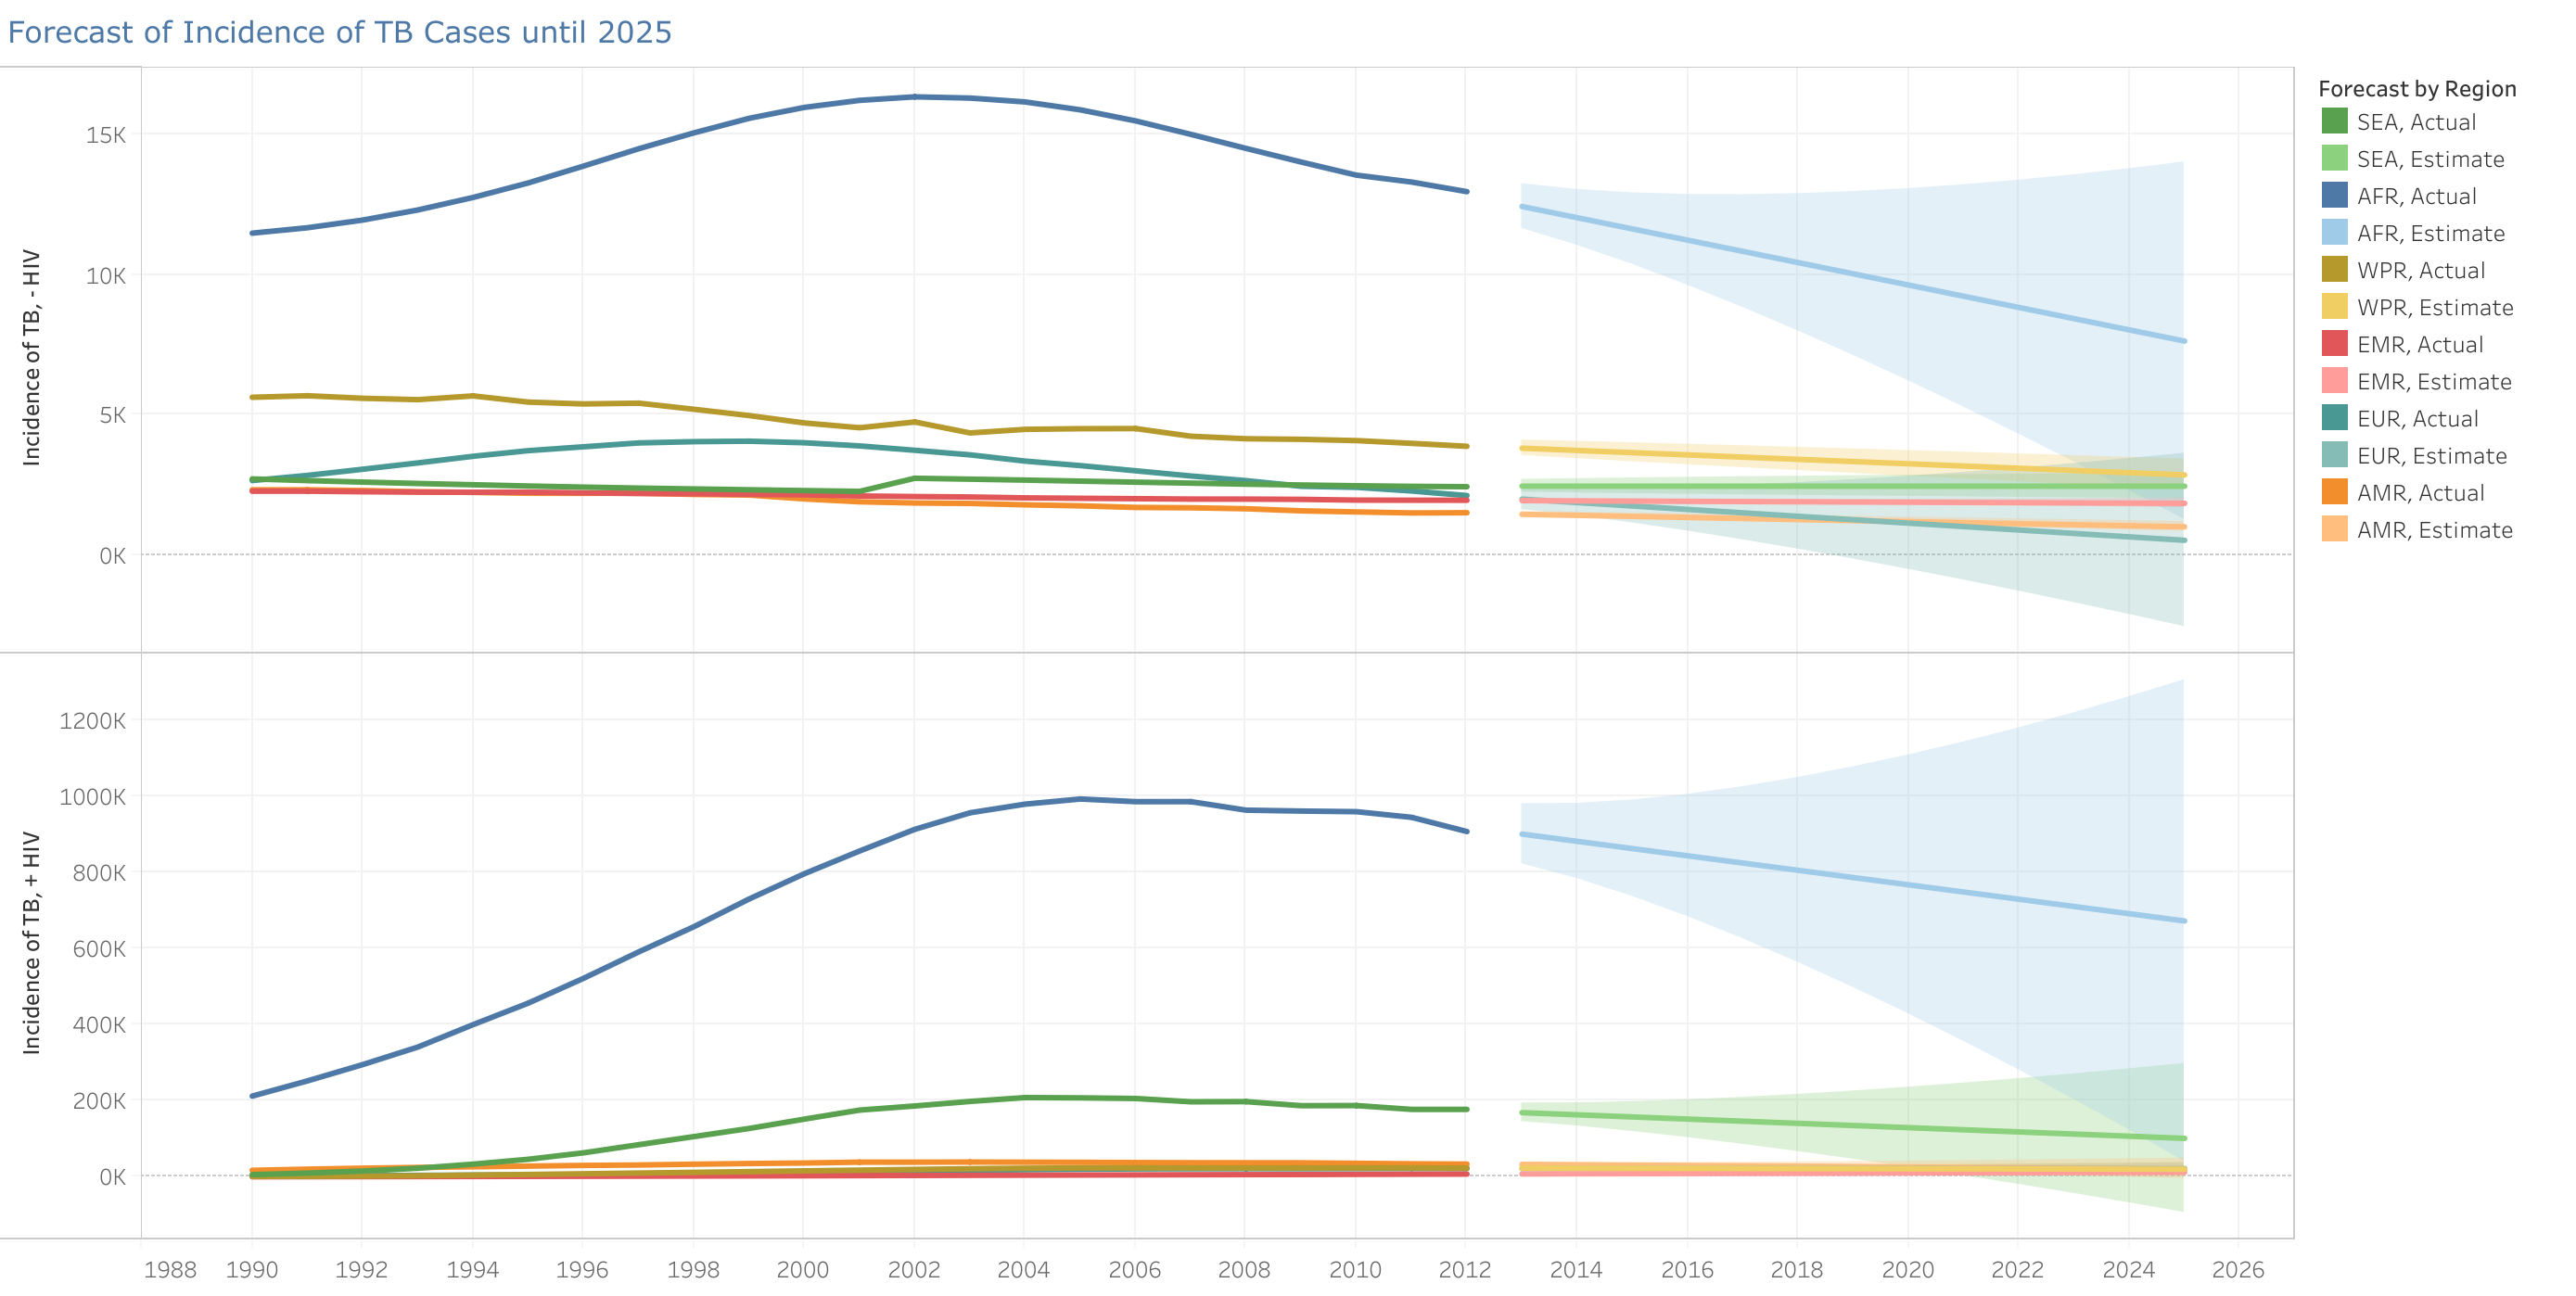 Forecast of Incidence of TB Cases until 2025
Forecast by Region
SEA, Actual
SEA, Estimate
AFR, Actual
AFR, Estimate
WPR, Actual
WPR, Estimate
EMR, Actual
EMR, Estimate
EUR, Actual
EUR, Estimate
AMR, Actual
AMR, Estimate
Incidence of TB, - HIV
15K
10K
5K
0K
Incidence of TB, + HIV
1200K
1000K
800K
600K
400K
200K
0K
1988 1990 1992 1994 1996 1998 2000 2002 2004 2006 2008 2010 2012 2014 2016 2018 2020 2022 2024 2026